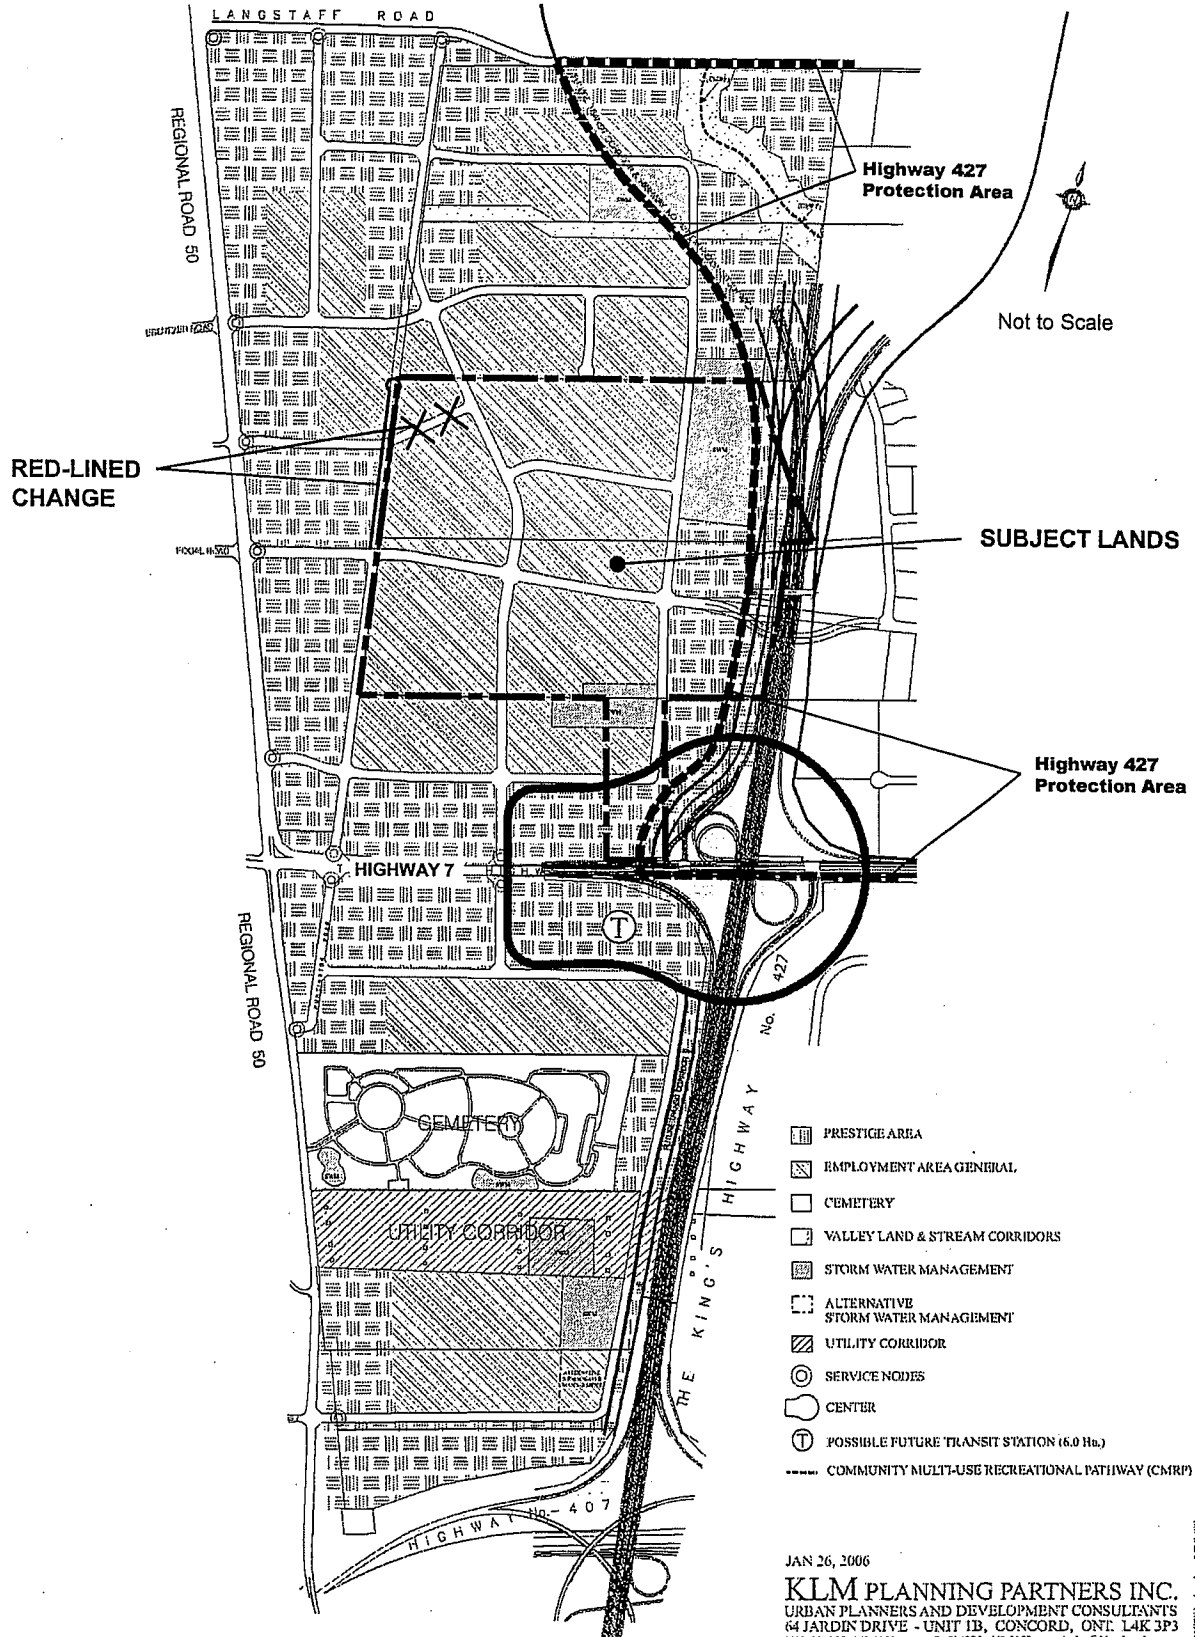 LANGSTAFF ROAD
REGIONAL ROAD 50
Highway 427
Protection Area
Not to Scale
RED-LINED
CHANGE
SUBJECT LANDS
Highway 427
Protection Area
HIGHWAY 7
T
REGIONAL ROAD 50
No. 427
CEMETERY
UTILITY CORRIDOR
THE KING'S HIGHWAY
PRESTIGE AREA
EMPLOYMENT AREA GENERAL
CEMETERY
VALLEY LAND & STREAM CORRIDORS
STORM WATER MANAGEMENT
ALTERNATIVE
STORM WATER MANAGEMENT
UTILITY CORRIDOR
SERVICE NODES
CENTER
T POSSIBLE FUTURE TRANSIT STATION (6.0 Ha.)
COMMUNITY MULTI-USE RECREATIONAL PATHWAY (CMRP)
HIGHWAY No. - 407
JAN 26, 2006
KLM PLANNING PARTNERS INC.
URBAN PLANNERS AND DEVELOPMENT CONSULTANTS
64 JARDIN DRIVE - UNIT 1B, CONCORD, ONT. L4K 3P3